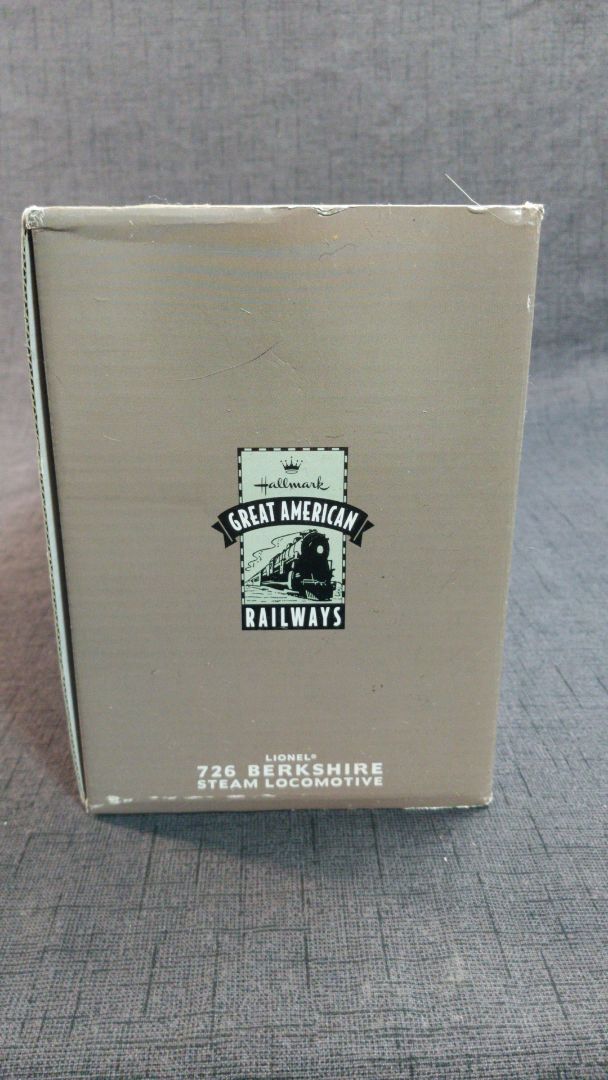 Hallmark
GREAT AMERICAN
RAILWAYS
LIONEL®
726 BERKSHIRE
STEAM LOCOMOTIVE